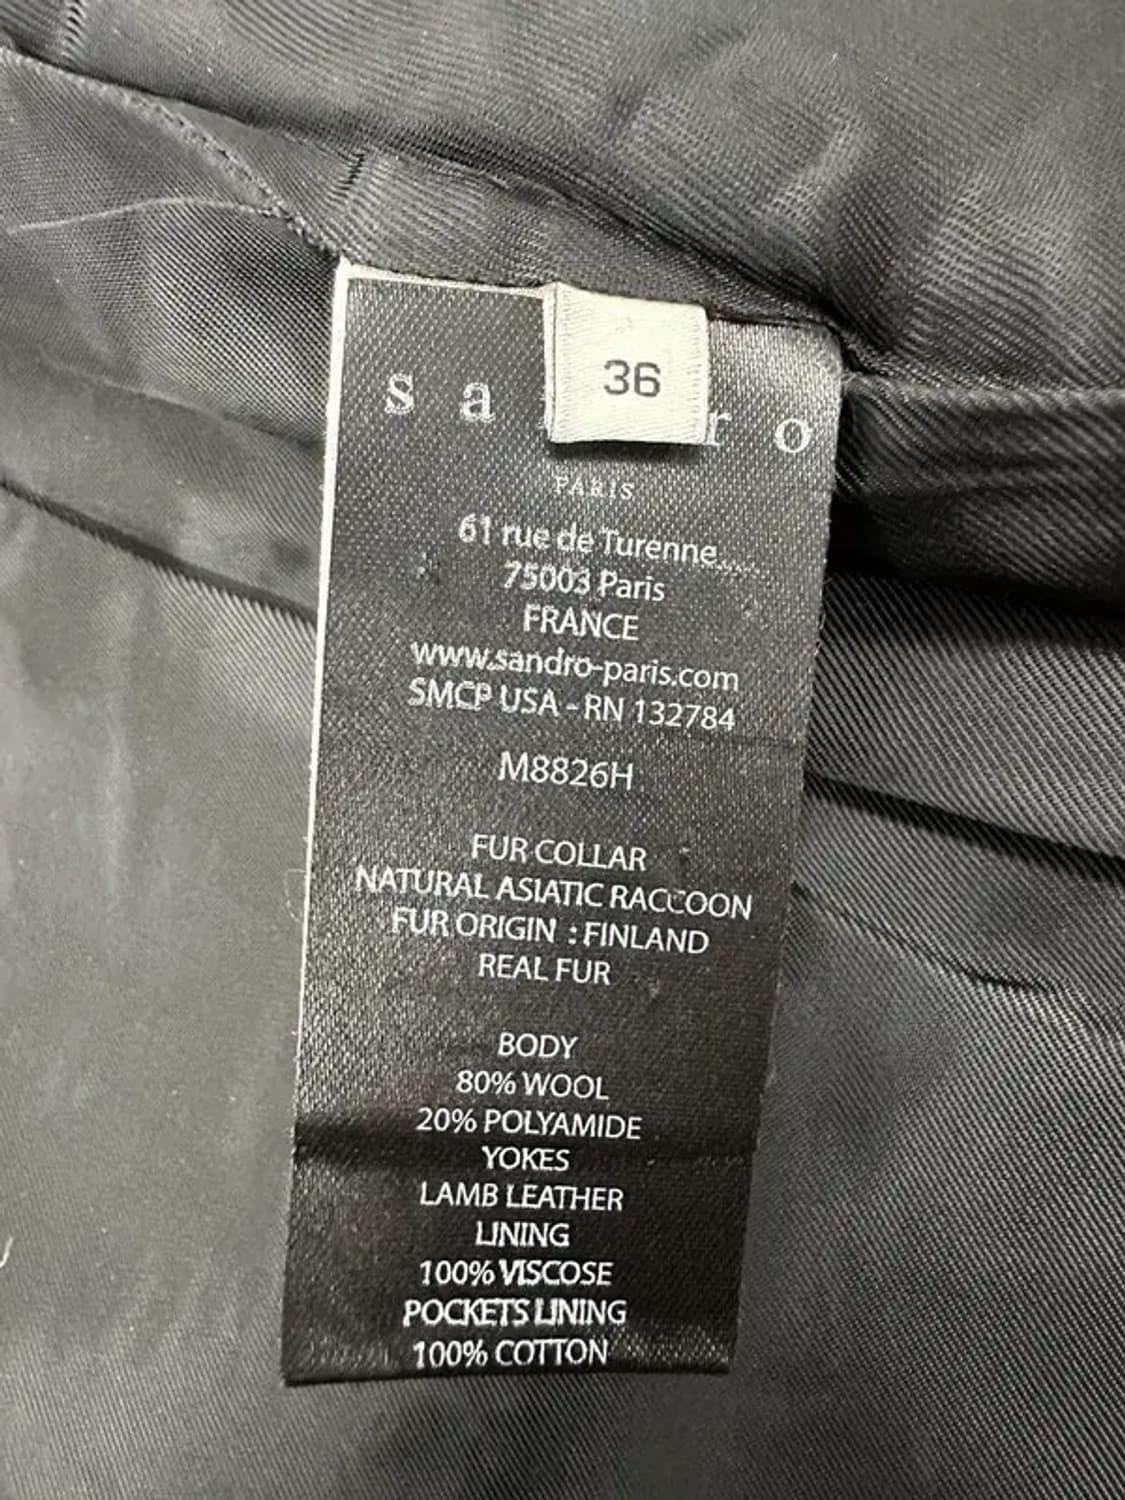 36
sa ro
PARIS
61 rue de Turenne
75003 Paris
FRANCE
www.sandro-paris.com
SMCP USA - RN 132784
M8826H
FUR COLLAR
NATURAL ASIATIC RACCOON
FUR ORIGIN : FINLAND
REAL FUR
BODY
80% WOOL
20% POLYAMIDE
YOKES
LAMB LEATHER
LINING
100% VISCOSE
POCKETS LINING
100% COTTON